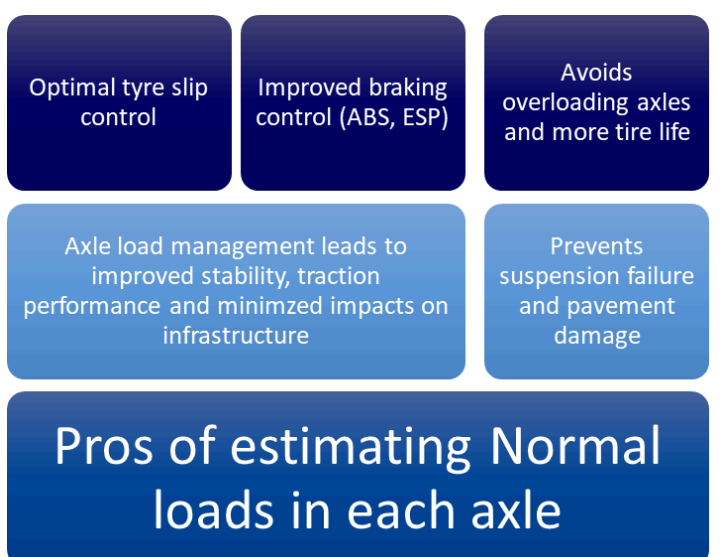 Optimal tyre slip
control
Improved braking
control (ABS, ESP)
Avoids
overloading axles
and more tire life
Axle load management leads to
improved stability, traction
performance and minimzed impacts on
infrastructure
Prevents
suspension failure
and pavement
damage
Pros of estimating Normal
loads in each axle